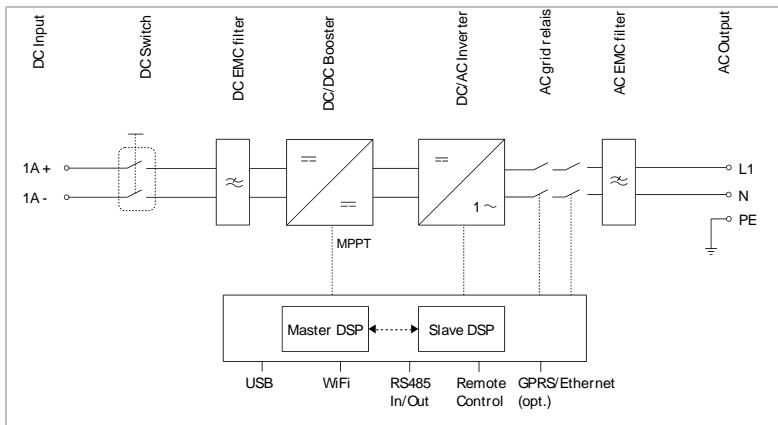 DC Input
DC Switch
DC EMC filter
DC/DC Booster
DC/AC Inverter
AC grid relais
AC EMC filter
AC Output
1A +
1A -
1 ~
L1
N
PE
MPPT
Master DSP
Slave DSP
USB
WiFi
RS485
In/Out
Remote
Control
GPRS/Ethernet
(opt.)